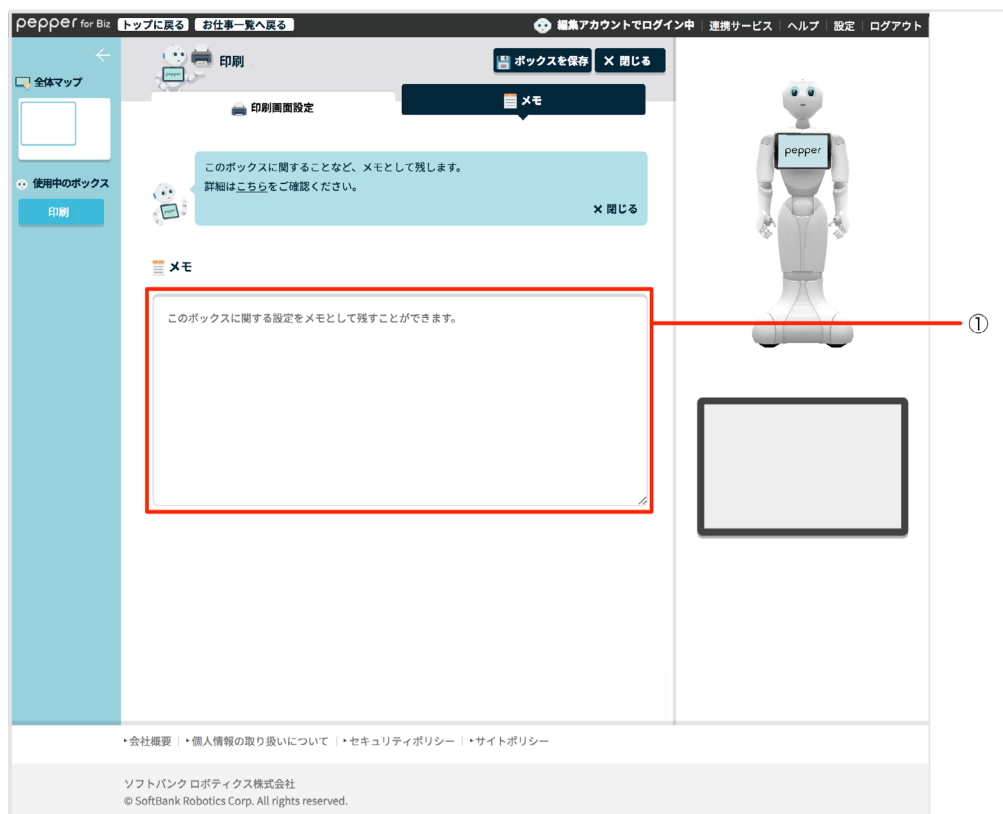 pepper for Biz トップに戻る お仕事一覧へ戻る 編集アカウントでログイン中 連携サービス ヘルプ 設定 ログアウト
←
全体マップ
使用中のボックス
印刷
印刷
ボックスを保存 × 閉じる
印刷画面設定
メモ
このボックスに関することなど、メモとして残します。
詳細はこちらをご確認ください。
× 閉じる
メモ
このボックスに関する設定をメモとして残すことができます。
①
pepper
‣会社概要 ‣個人情報の取り扱いについて ‣セキュリティポリシー ‣サイトポリシー
ソフトバンク ロボティクス株式会社
© SoftBank Robotics Corp. All rights reserved.